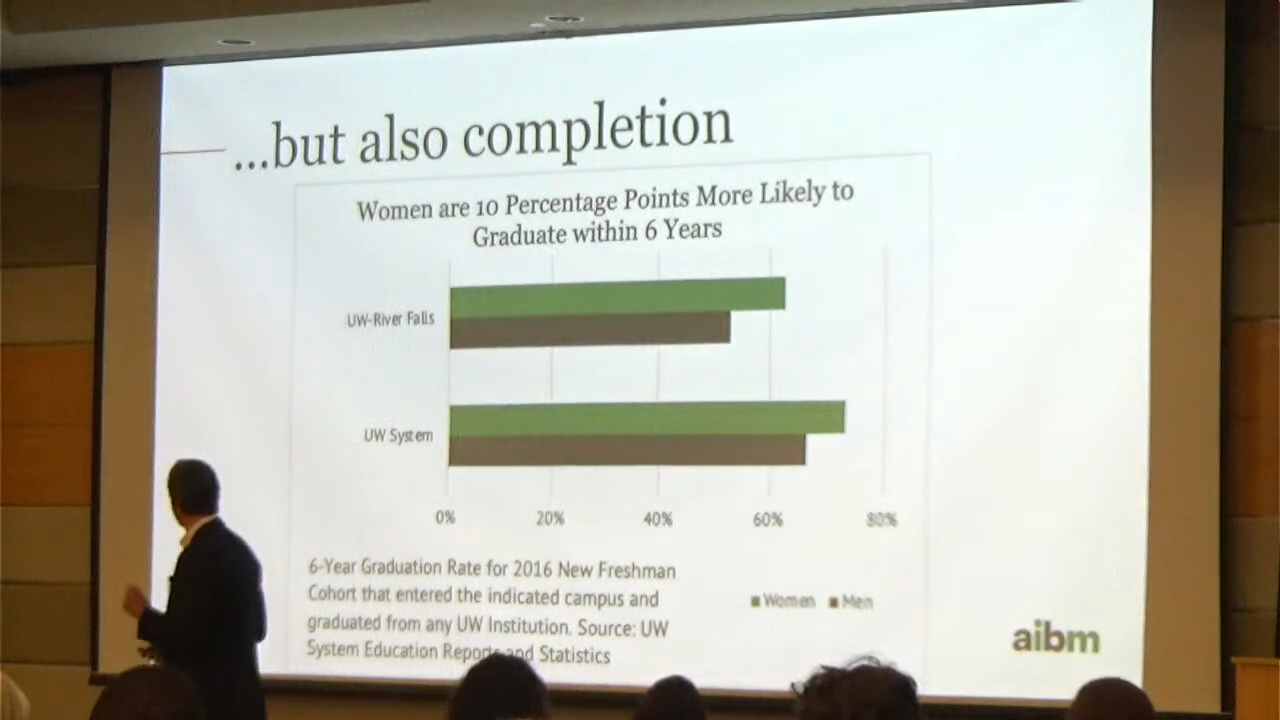 ...but also completion
Women are 10 Percentage Points More Likely to
Graduate within 6 Years
UW-River Falls
UW System
0% 20% 40% 60% 80%
6-Year Graduation Rate for 2016 New Freshman
Cohort that entered the indicated campus and
graduated from any UW Institution. Source: UW
System Education Reports and Statistics
Women Men
aibm